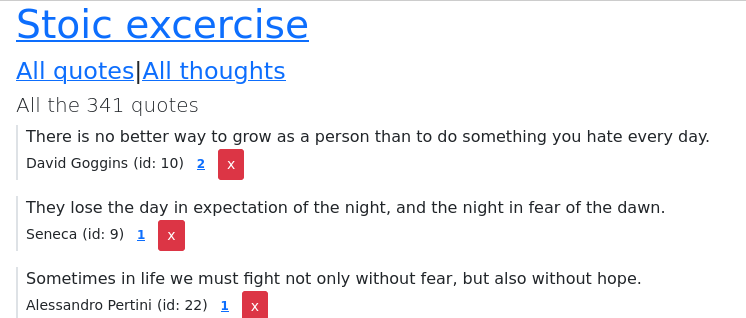 Stoic excercise
All quotes|All thoughts
All the 341 quotes
There is no better way to grow as a person than to do something you hate every day.
David Goggins (id: 10) 2 x
They lose the day in expectation of the night, and the night in fear of the dawn.
Seneca (id: 9) 1 x
Sometimes in life we must fight not only without fear, but also without hope.
Alessandro Pertini (id: 22) 1 x